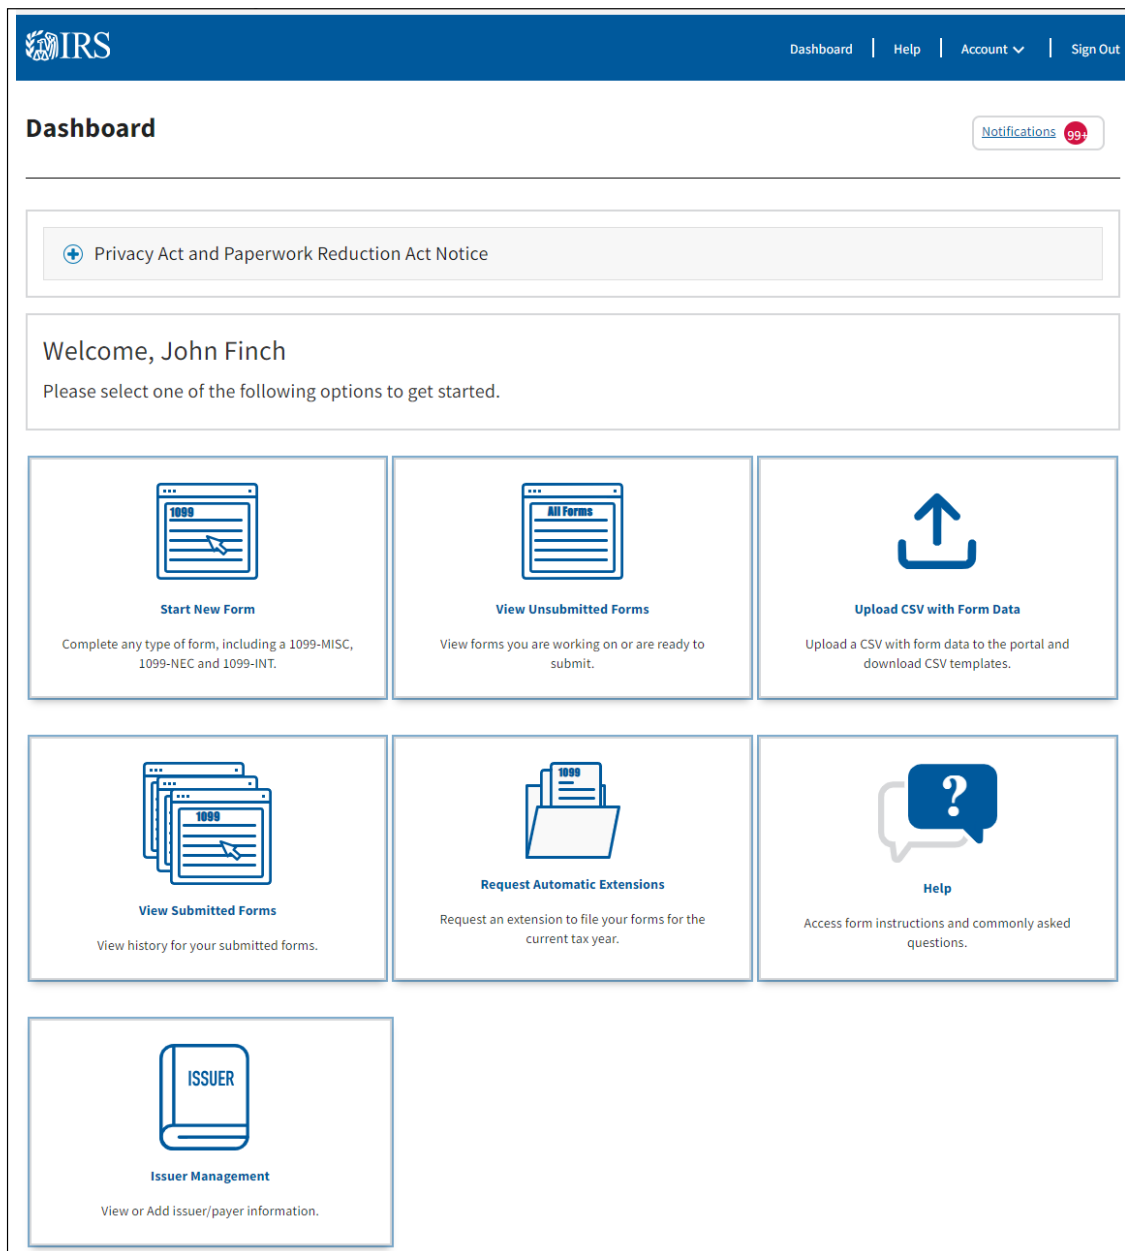 IRS
Dashboard
Help
Account
Sign Out
Dashboard
Notifications 99+
Privacy Act and Paperwork Reduction Act Notice
Welcome, John Finch
Please select one of the following options to get started.
1099
Start New Form
Complete any type of form, including a 1099-MISC,
1099-NEC and 1099-INT.
All Forms
View Unsubmitted Forms
View forms you are working on or are ready to
submit.
Upload CSV with Form Data
Upload a CSV with form data to the portal and
download CSV templates.
1099
View Submitted Forms
View history for your submitted forms.
1099
Request Automatic Extensions
Request an extension to file your forms for the
current tax year.
?
Help
Access form instructions and commonly asked
questions.
ISSUER
Issuer Management
View or Add issuer/payer information.